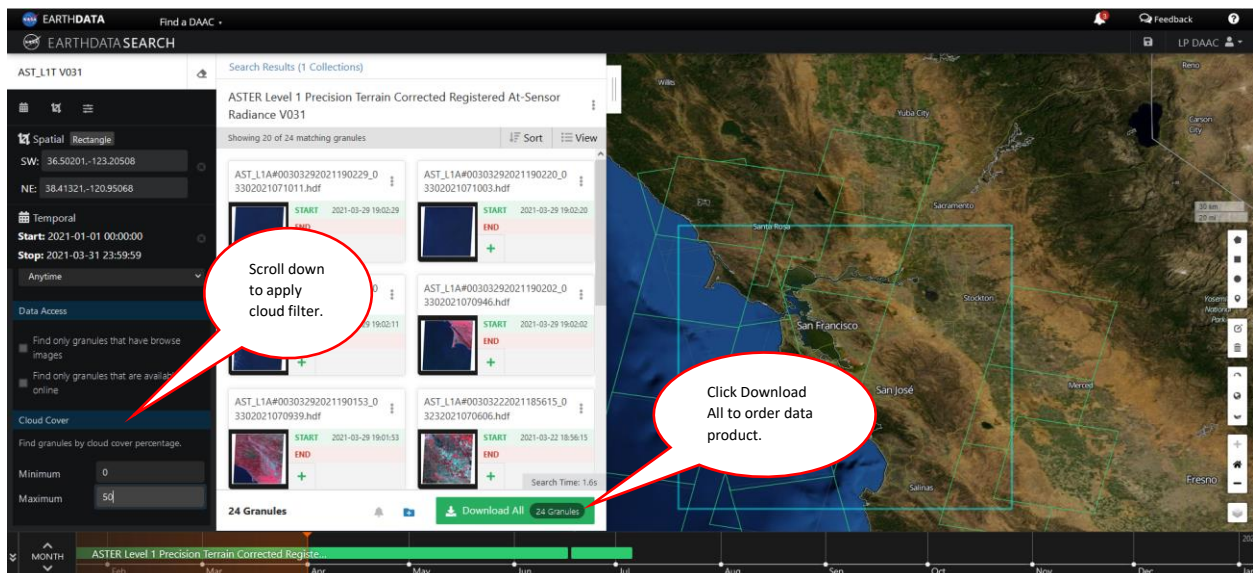 EARTHDATA Find a DAAC
Feedback
EARTHDATA SEARCH
LP DAAC
AST_L1T V031
Spatial Rectangle
SW: 36.50201,-123.20508
NE: 38.41321,-120.95068
Temporal
Start: 2021-01-01 00:00:00
Stop: 2021-03-31 23:59:59
Anytime
Data Access
Find only granules that have browse
images
Find only granules that are available
online
Cloud Cover
Find granules by cloud cover percentage.
Minimum 0
Maximum 50
Search Results (1 Collections)
ASTER Level 1 Precision Terrain Corrected Registered At-Sensor
Radiance V031
Showing 20 of 24 matching granules Sort View
AST_L1A#00303292021190229_0
3302021071011.hdf
START 2021-03-29 19:02:29
END
AST_L1A#00303292021190220_0
3302021071003.hdf
START 2021-03-29 19:02:20
END
0
19:02:11
AST_L1A#00303292021190202_0
3302021070946.hdf
START 2021-03-29 19:02:02
END
AST_L1A#00303292021190153_0
3302021070939.hdf
START 2021-03-29 19:01:53
END
AST_L1A#00303222021185615_0
3232021070606.hdf
START 2021-03-22 18:56:15
END
Search Time: 1.6s
24 Granules
Download All 24 Granules
Scroll down
to apply
cloud filter.
Click Download
All to order data
product.
Willits
Yuba City
Reno
Carson
City
Sacramento
Santa Rosa
30 km
20 mi
Stockton
San Francisco
San José
Merced
Salinas
Fresno
MONTH
ASTER Level 1 Precision Terrain Corrected Registe...
Feb Mar Apr May Jun Jul Aug Sep Oct Nov Dec Jan